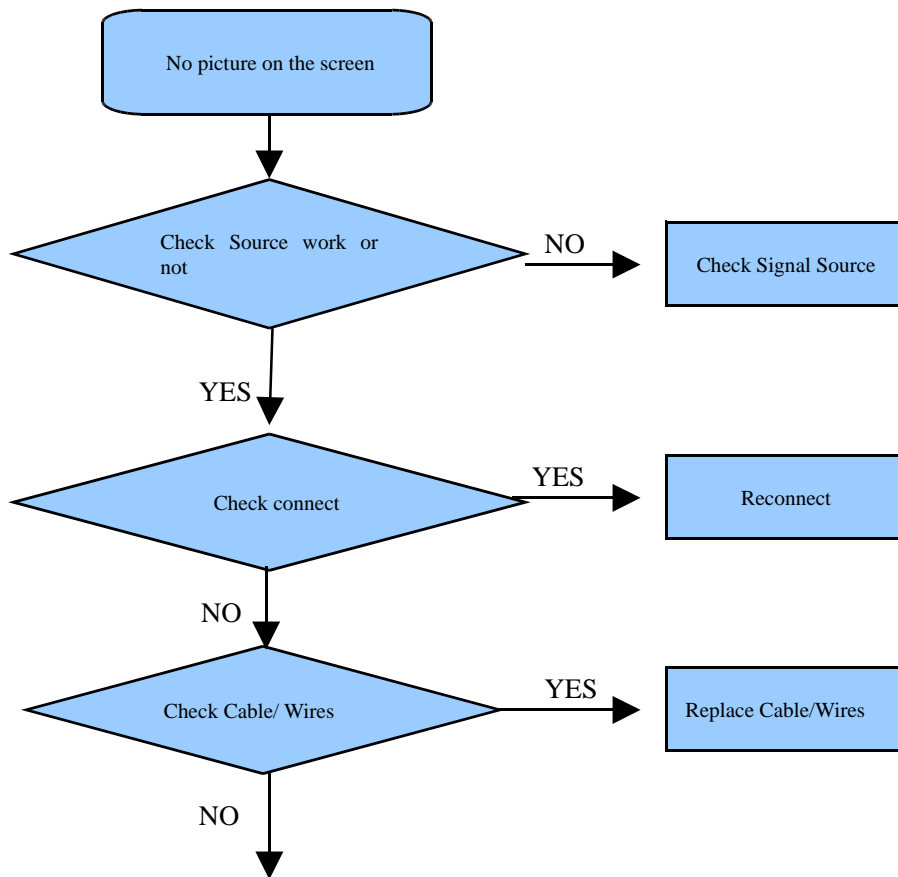 No picture on the screen
Check Source work or
not
NO
Check Signal Source
YES
Check connect
YES
Reconnect
NO
Check Cable/ Wires
YES
Replace Cable/Wires
NO